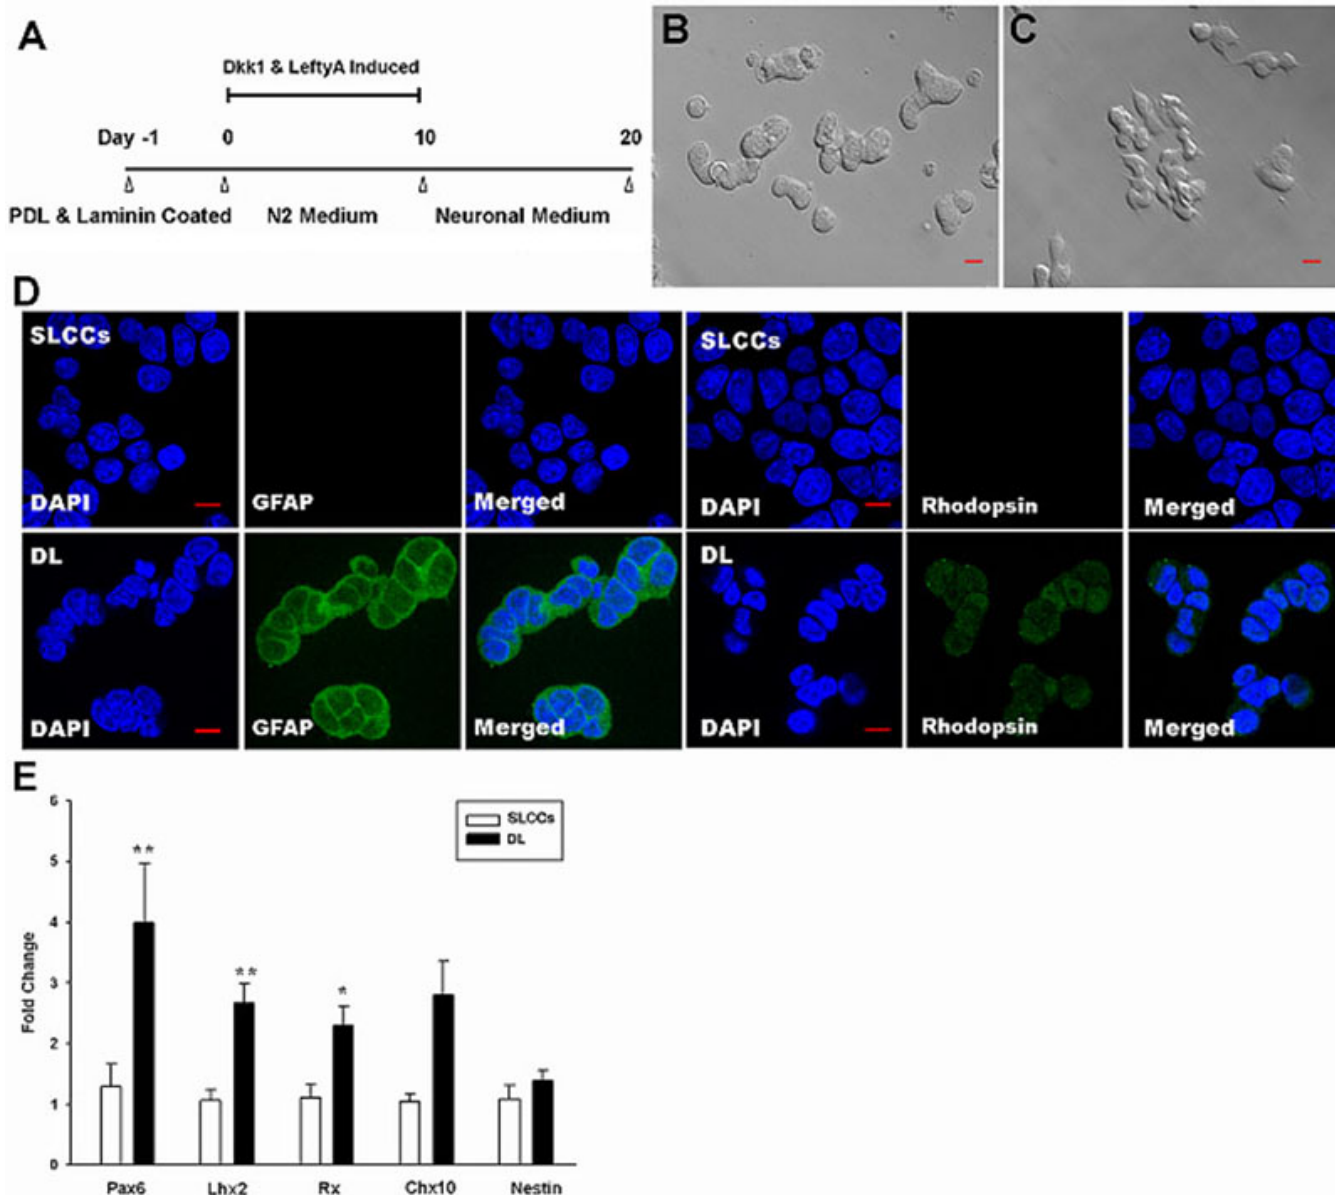 A
Dkk1 & LeftyA Induced
Day -1 0 10 20
PDL & Laminin Coated N2 Medium Neuronal Medium
B
C
D
SLCCs
DAPI
GFAP
Merged
SLCCs
DAPI
Rhodopsin
Merged
DL
DAPI
GFAP
Merged
DL
DAPI
Rhodopsin
Merged
E
Fold Change
6
5
4
3
2
1
0
SLCCs
DL
**
**
*
Pax6 Lhx2 Rx Chx10 Nestin